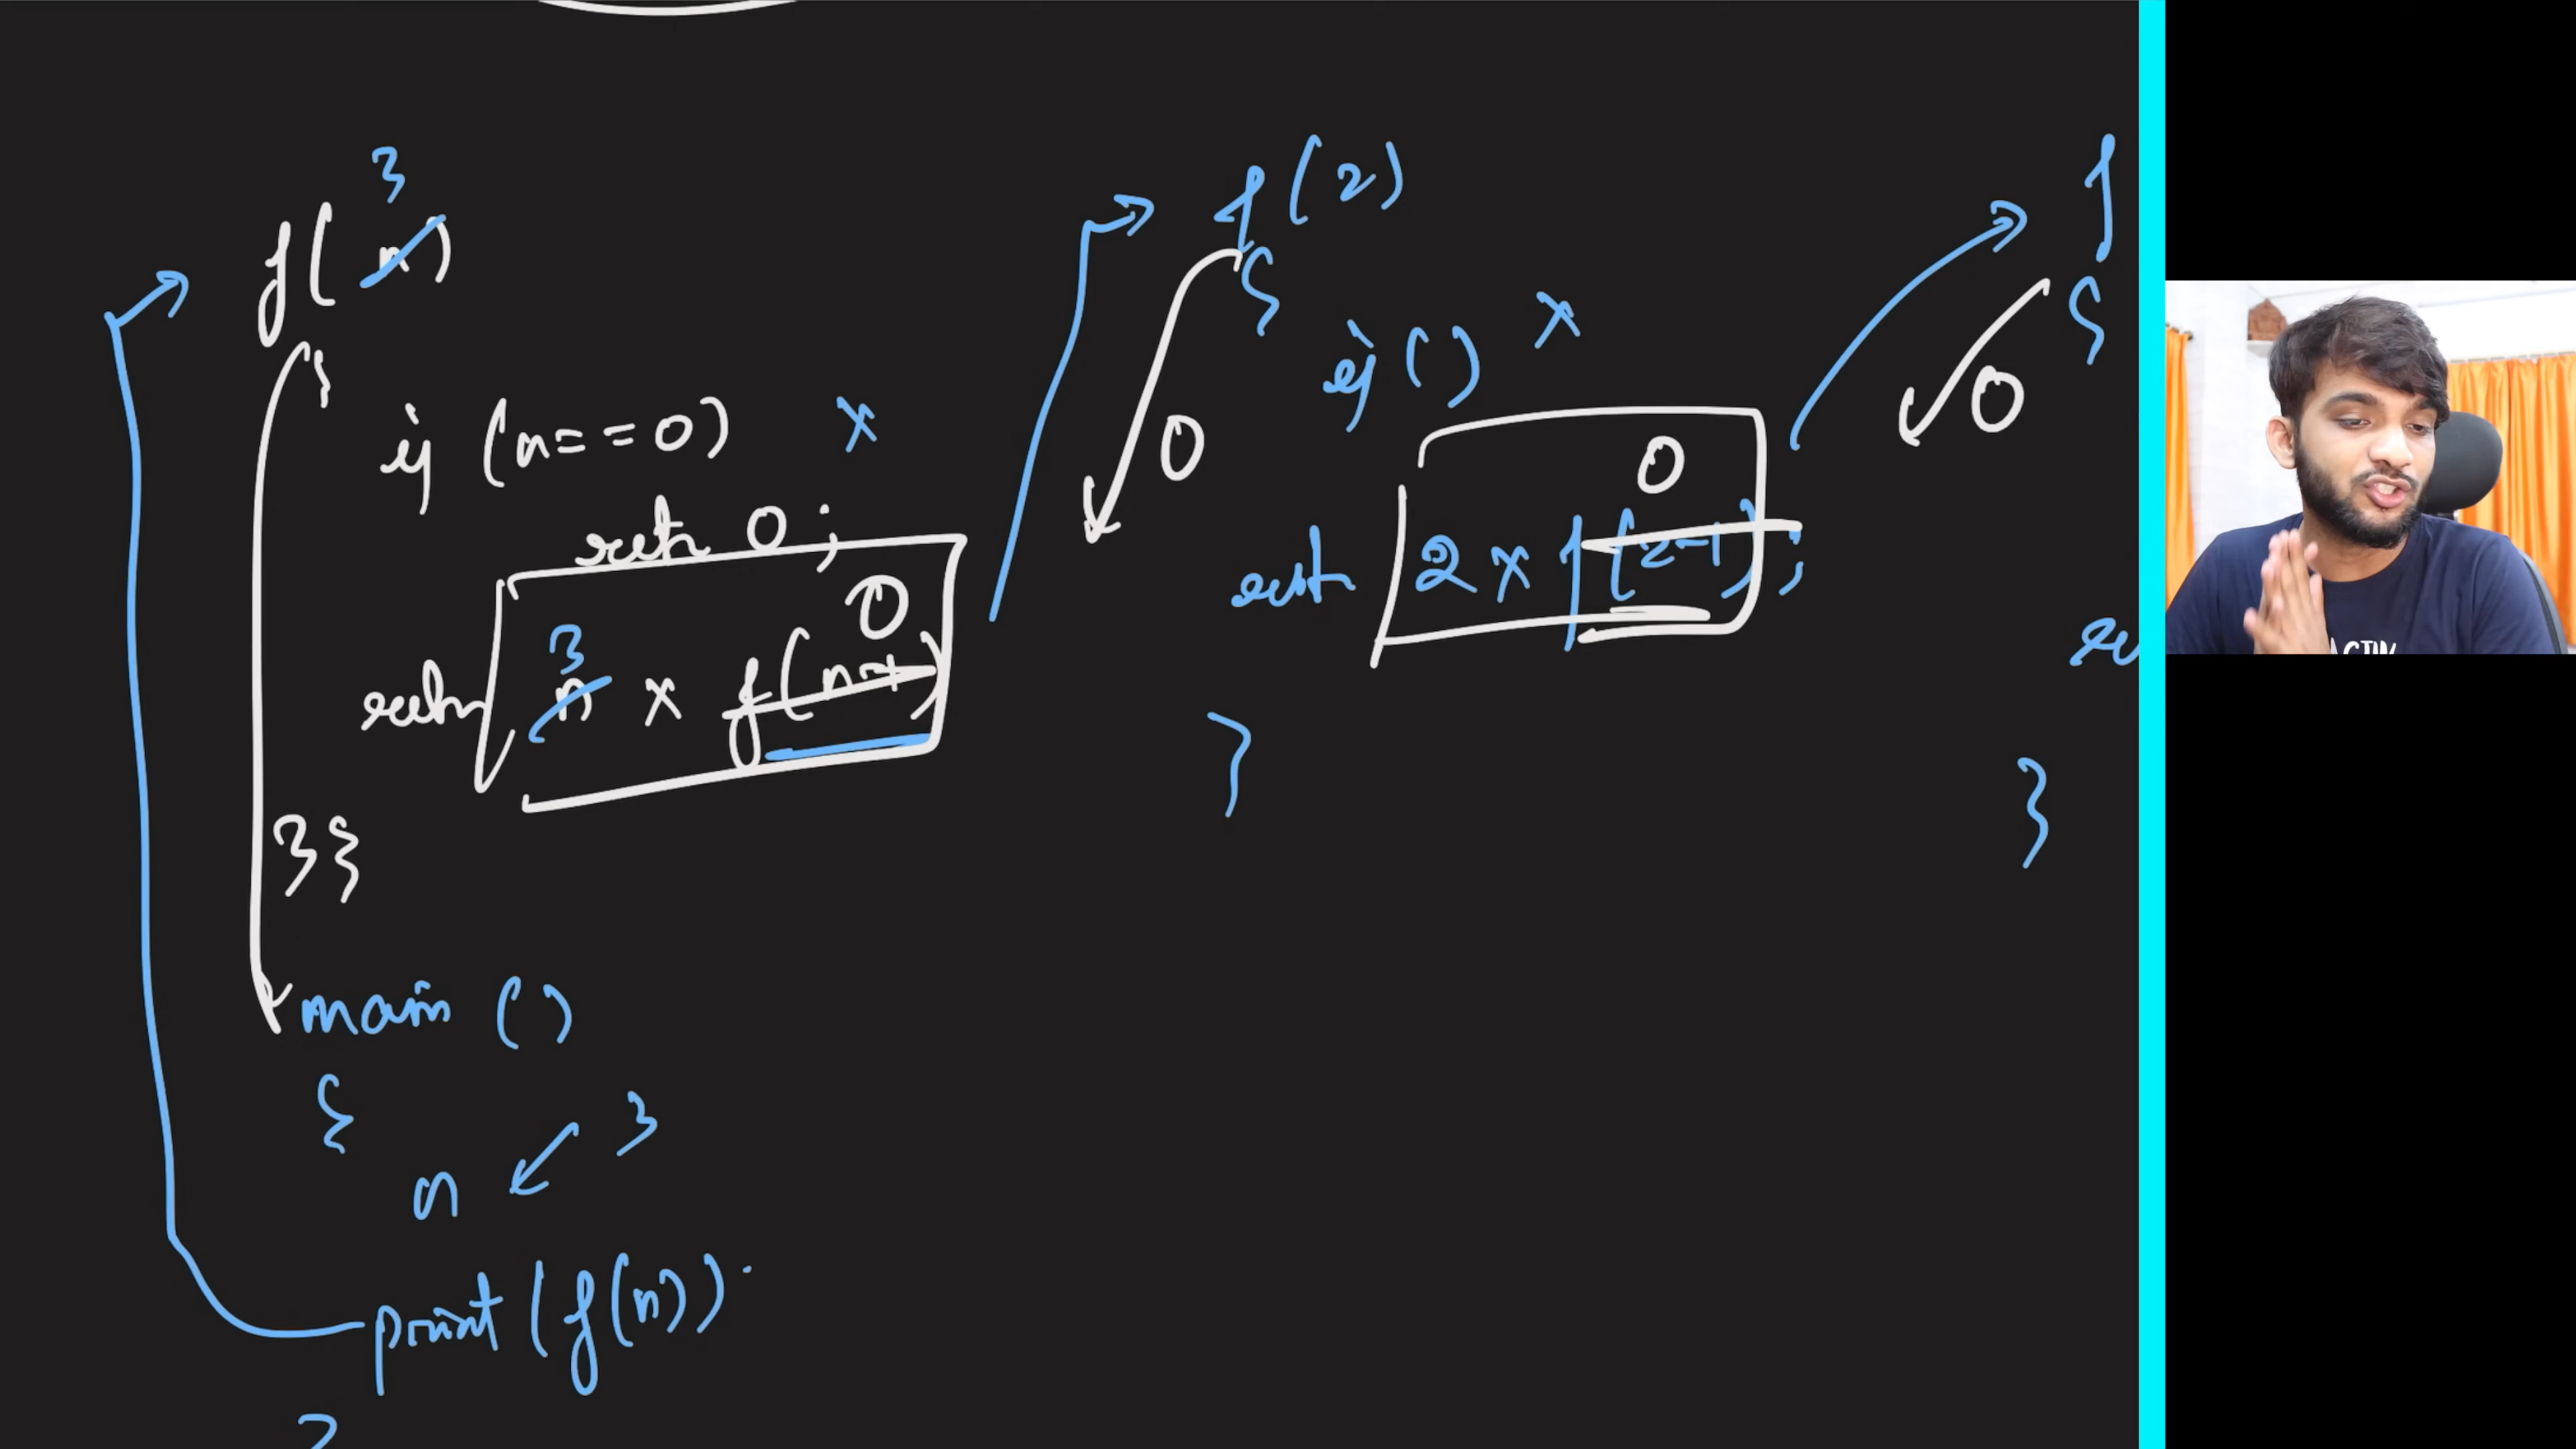 3
f(n)
{
if (n==0) x
retn 0;
0
3
retn n x f(n-1)
}
}
main ()
{
n ← 3
print (f(n))
f(2)
{
0
if () x
0
retn 2 x f(2-1);
}
f
{
0
}